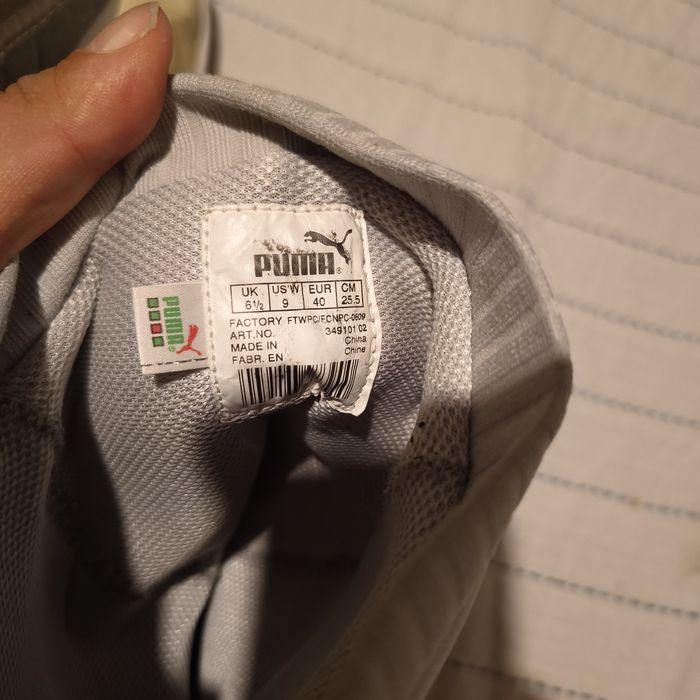 PUMA®
UK US'W EUR CM
6½ 9 40 25.5
FACTORY FTWPC/FCNPC-0609
ART.NO. 349101 02
MADE IN China
FABR. EN Chine
PUMA®